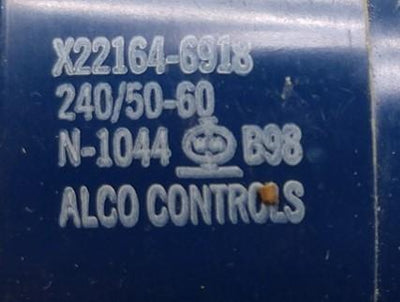 X22164-6918
240/50-60
N-1044 B98
ALCO CONTROLS